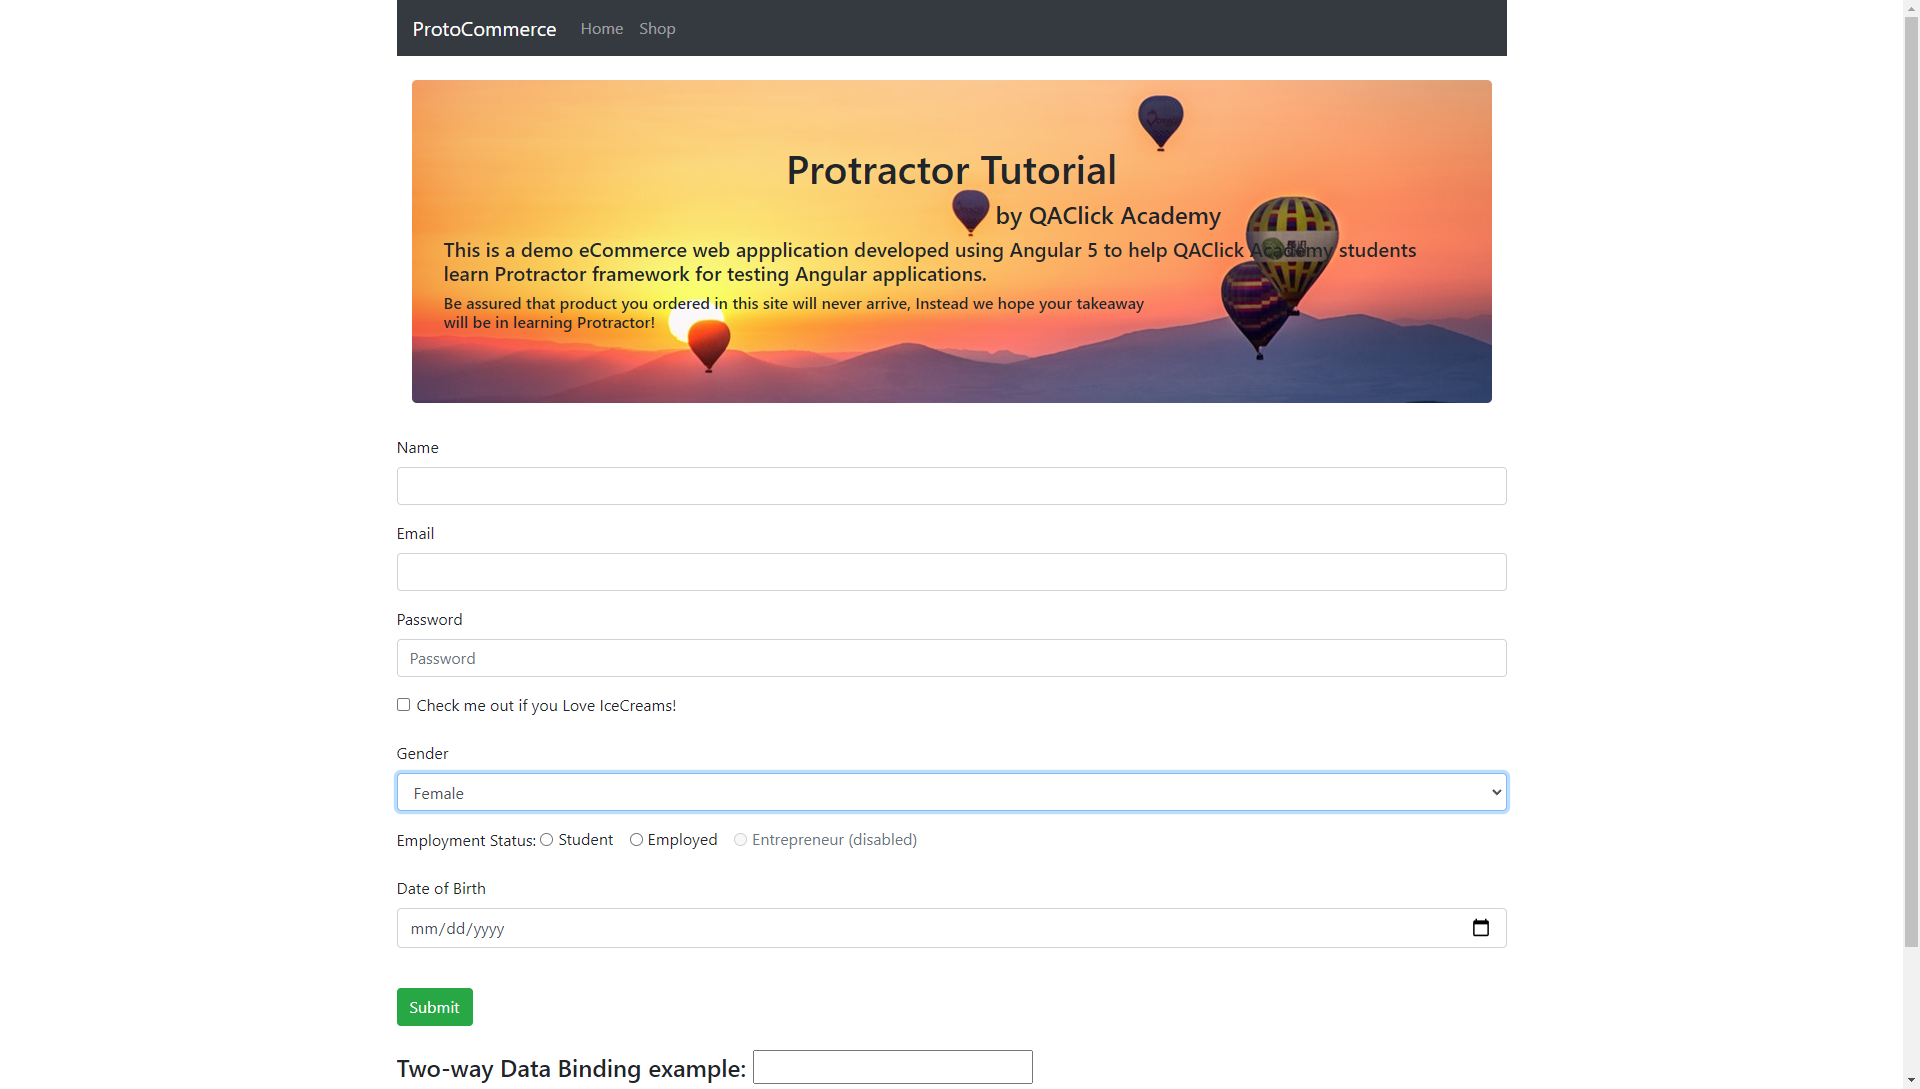 ProtoCommerce Home Shop
Protractor Tutorial
by QAClick Academy
This is a demo eCommerce web appplication developed using Angular 5 to help QAClick Academy students
learn Protractor framework for testing Angular applications.
Be assured that product you ordered in this site will never arrive, Instead we hope your takeaway
will be in learning Protractor!
Name
Email
Password
Password
Check me out if you Love IceCreams!
Gender
Female
Employment Status: Student Employed Entrepreneur (disabled)
Date of Birth
mm/dd/yyyy
Submit
Two-way Data Binding example: